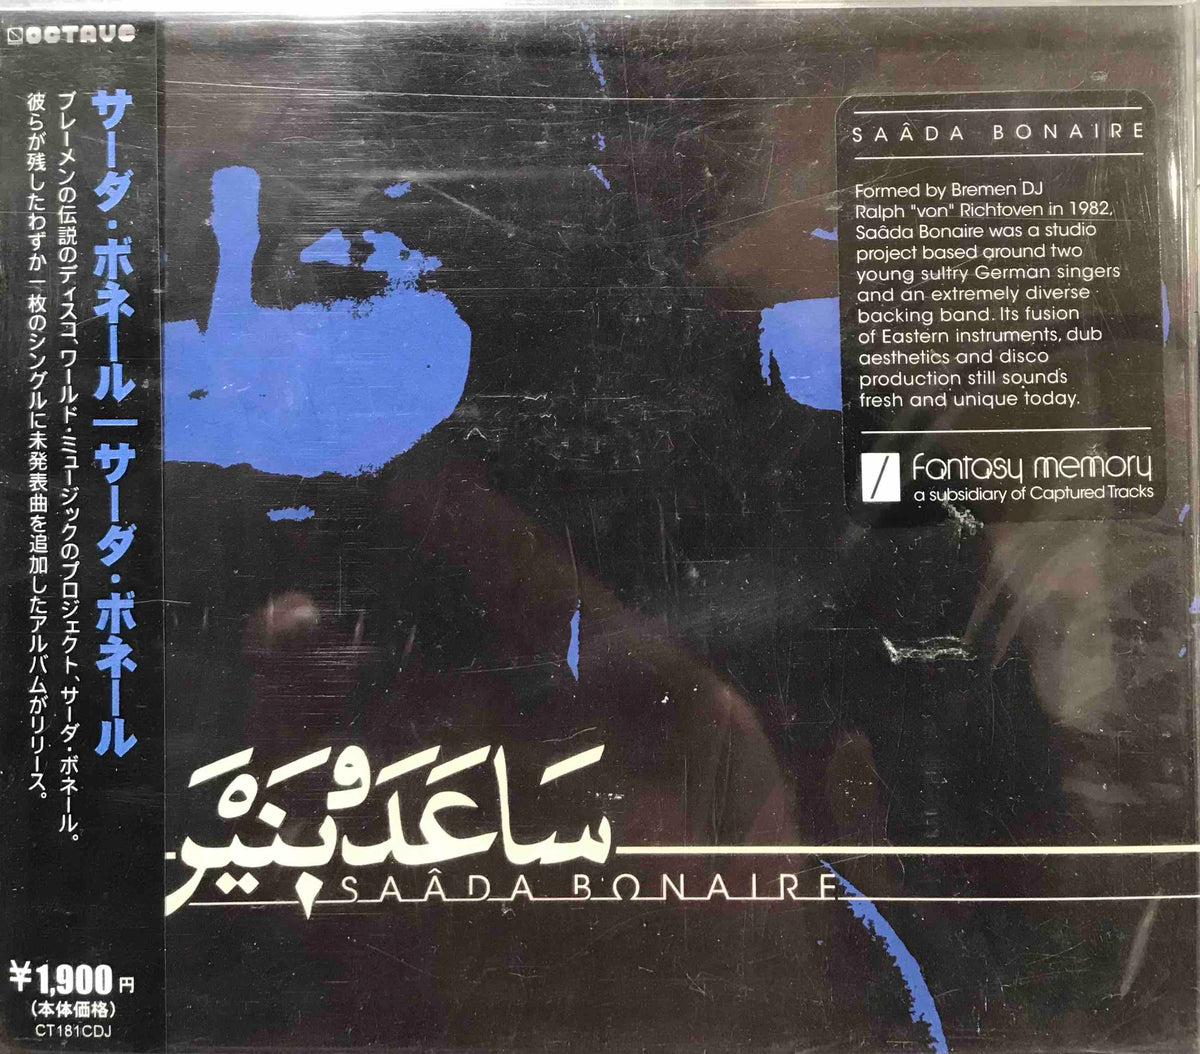 OCTAVE
サーダ・ボネール|サーダ・ボネール
ブレーメンの伝説のディスコ、ワールド・ミュージックのプロジェクト、サーダ・ボネール。
彼らが残したわずか一枚のシングルに未発表曲を追加したアルバムがリリース。
¥1,900円
(本体価格)
CT181CDJ
SAÂDA BONAIRE
Formed by Bremen DJ
Ralph "von" Richtoven in 1982,
Saâda Bonaire was a studio
project based around two
young sultry German singers
and an extremely diverse
backing band. Its fusion
of Eastern instruments, dub
aesthetics and disco
production still sounds
fresh and unique today.
fantasy memory
a subsidiary of Captured Tracks
سَاعَدَ وبَنَيْرَ
SAÂDA BONAIRE